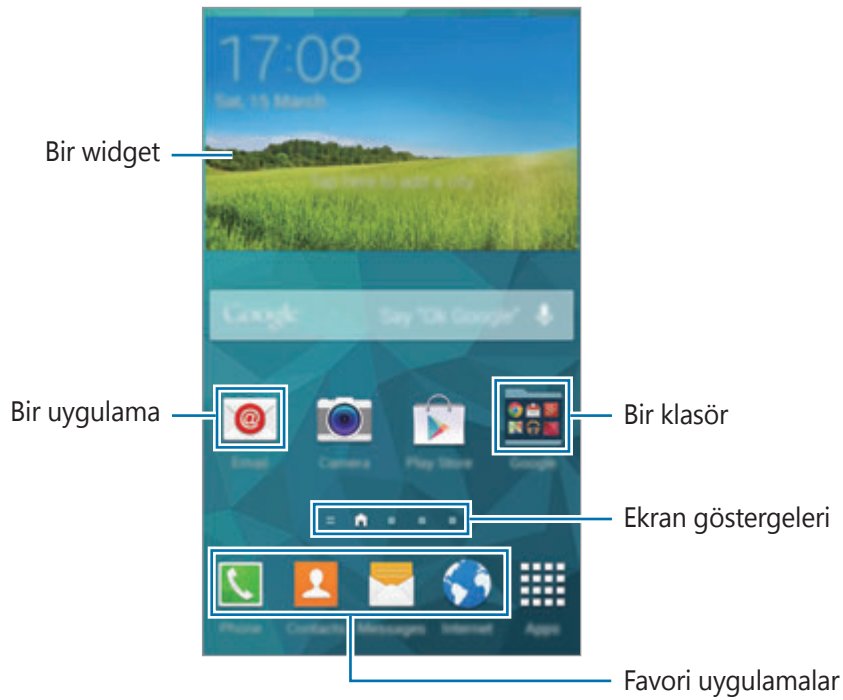 17:08
Sat, 15 March
Bir widget
Tap here to add a city
Google Say "Ok Google"
Bir uygulama
Bir klasör
Email Camera Play Store Google
Ekran göstergeleri
Phone Contacts Messages Internet Apps
Favori uygulamalar